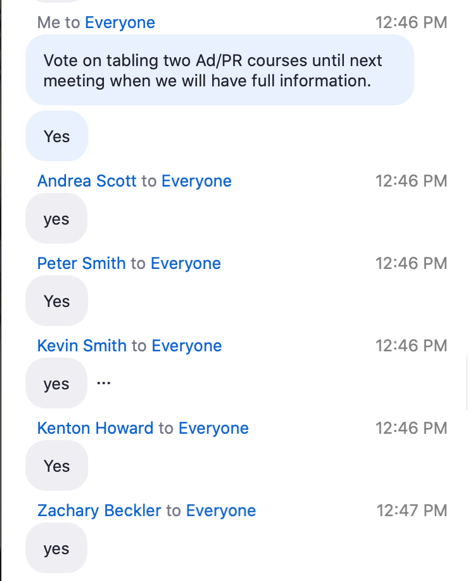 Me to Everyone 12:46 PM
Vote on tabling two Ad/PR courses until next
meeting when we will have full information.
Yes
Andrea Scott to Everyone 12:46 PM
yes
Peter Smith to Everyone 12:46 PM
Yes
Kevin Smith to Everyone 12:46 PM
yes ...
Kenton Howard to Everyone 12:46 PM
Yes
Zachary Beckler to Everyone 12:47 PM
yes